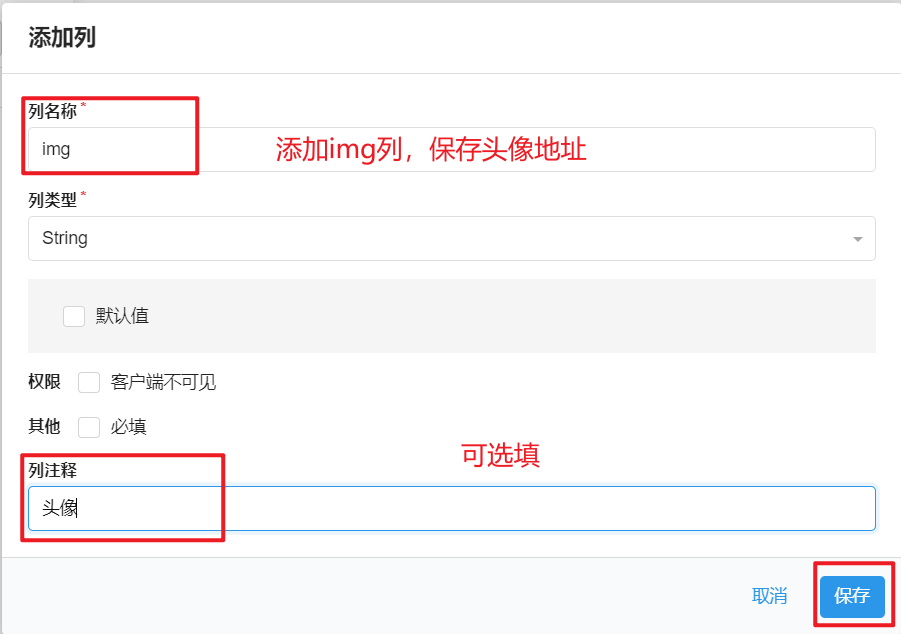 添加列
列名称*
img
添加img列，保存头像地址
列类型*
String
默认值
权限 客户端不可见
其他 必填
可选填
列注释
头像
取消 保存